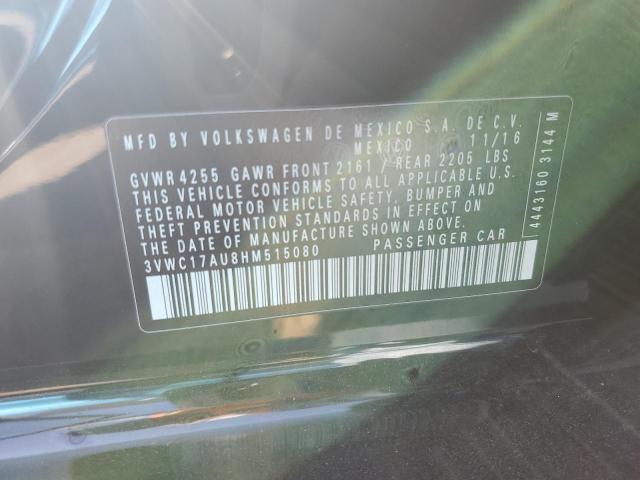 MFD BY VOLKSWAGEN DE MEXICO S.A. DE C.V.
MEXICO 11/16
GVWR 4255 GAWR FRONT 2161 / REAR 2205 LBS
THIS VEHICLE CONFORMS TO ALL APPLICABLE U.S.
FEDERAL MOTOR VEHICLE SAFETY, BUMPER AND
THEFT PREVENTION STANDARDS IN EFFECT ON
THE DATE OF MANUFACTURE SHOWN ABOVE.
3VWC17AU8HM515080 PASSENGER CAR
4443160 3144 M